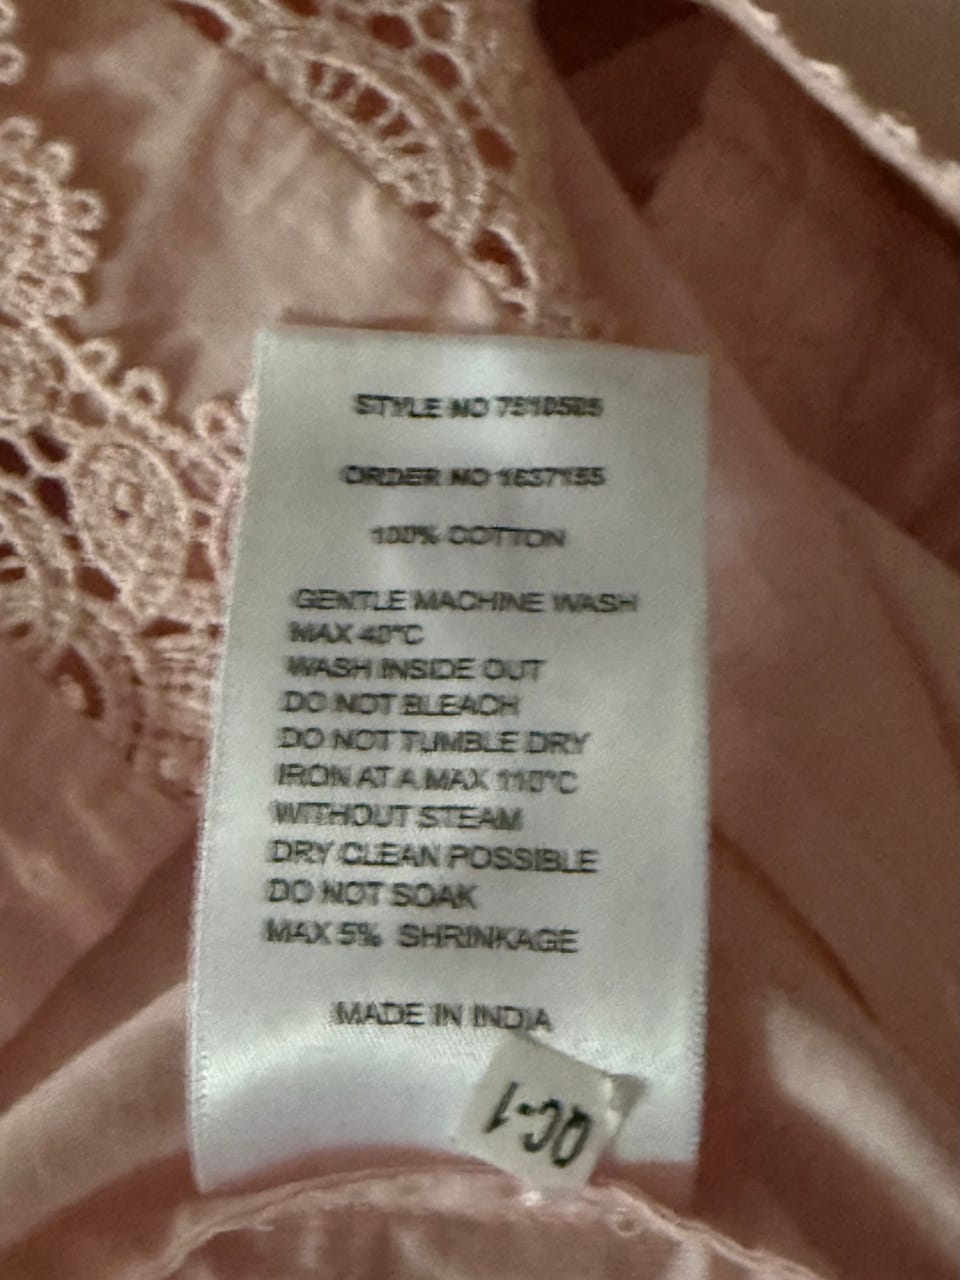 STYLE NO 7510505
ORDER NO 1637155
100% COTTON
GENTLE MACHINE WASH
MAX 40°C
WASH INSIDE OUT
DO NOT BLEACH
DO NOT TUMBLE DRY
IRON AT A MAX 110°C
WITHOUT STEAM
DRY CLEAN POSSIBLE
DO NOT SOAK
MAX 5% SHRINKAGE
MADE IN INDIA
QC-1